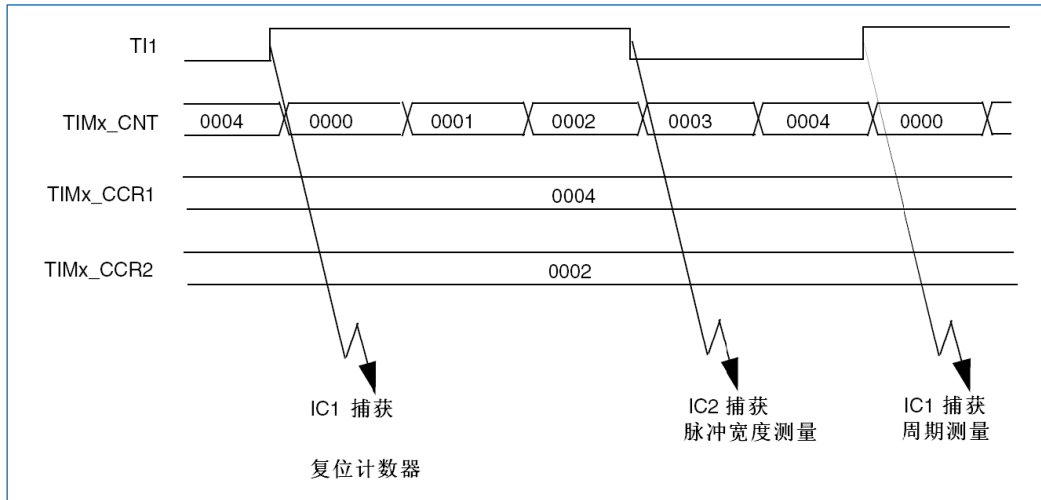 TI1
TIMx_CNT 0004 0000 0001 0002 0003 0004 0000
TIMx_CCR1 0004
TIMx_CCR2 0002
IC1 捕获
复位计数器
IC2 捕获
脉冲宽度测量
IC1 捕获
周期测量